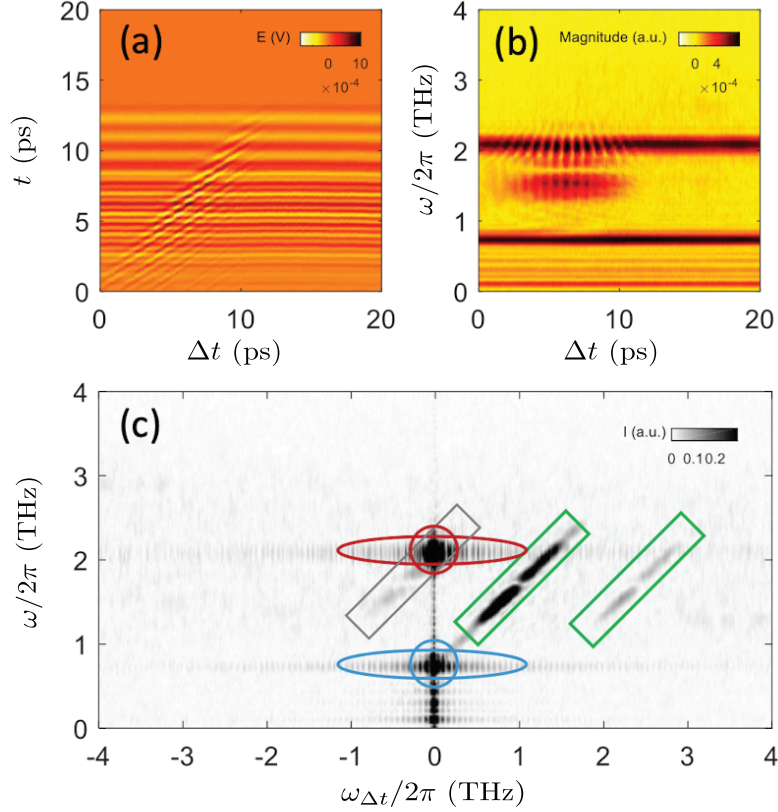 (a)
E (V)
0 10
×10⁻⁴
20
15
10
5
0
t (ps)
0 10 20
Δt (ps)
(b)
Magnitude (a.u.)
0 4
×10⁻⁴
4
3
2
1
0
ω/2π (THz)
0 10 20
Δt (ps)
(c)
I (a.u.)
0 0.10.2
4
3
2
1
0
ω/2π (THz)
-4 -3 -2 -1 0 1 2 3 4
ω_Δt/2π (THz)